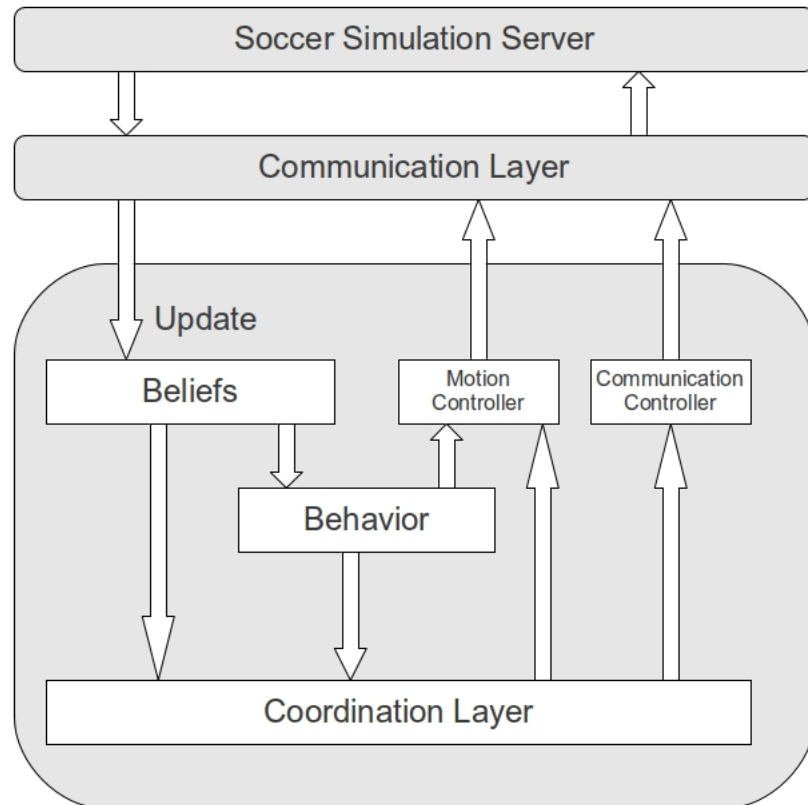 Soccer Simulation Server
Communication Layer
Update
Beliefs
Motion
Controller
Communication
Controller
Behavior
Coordination Layer